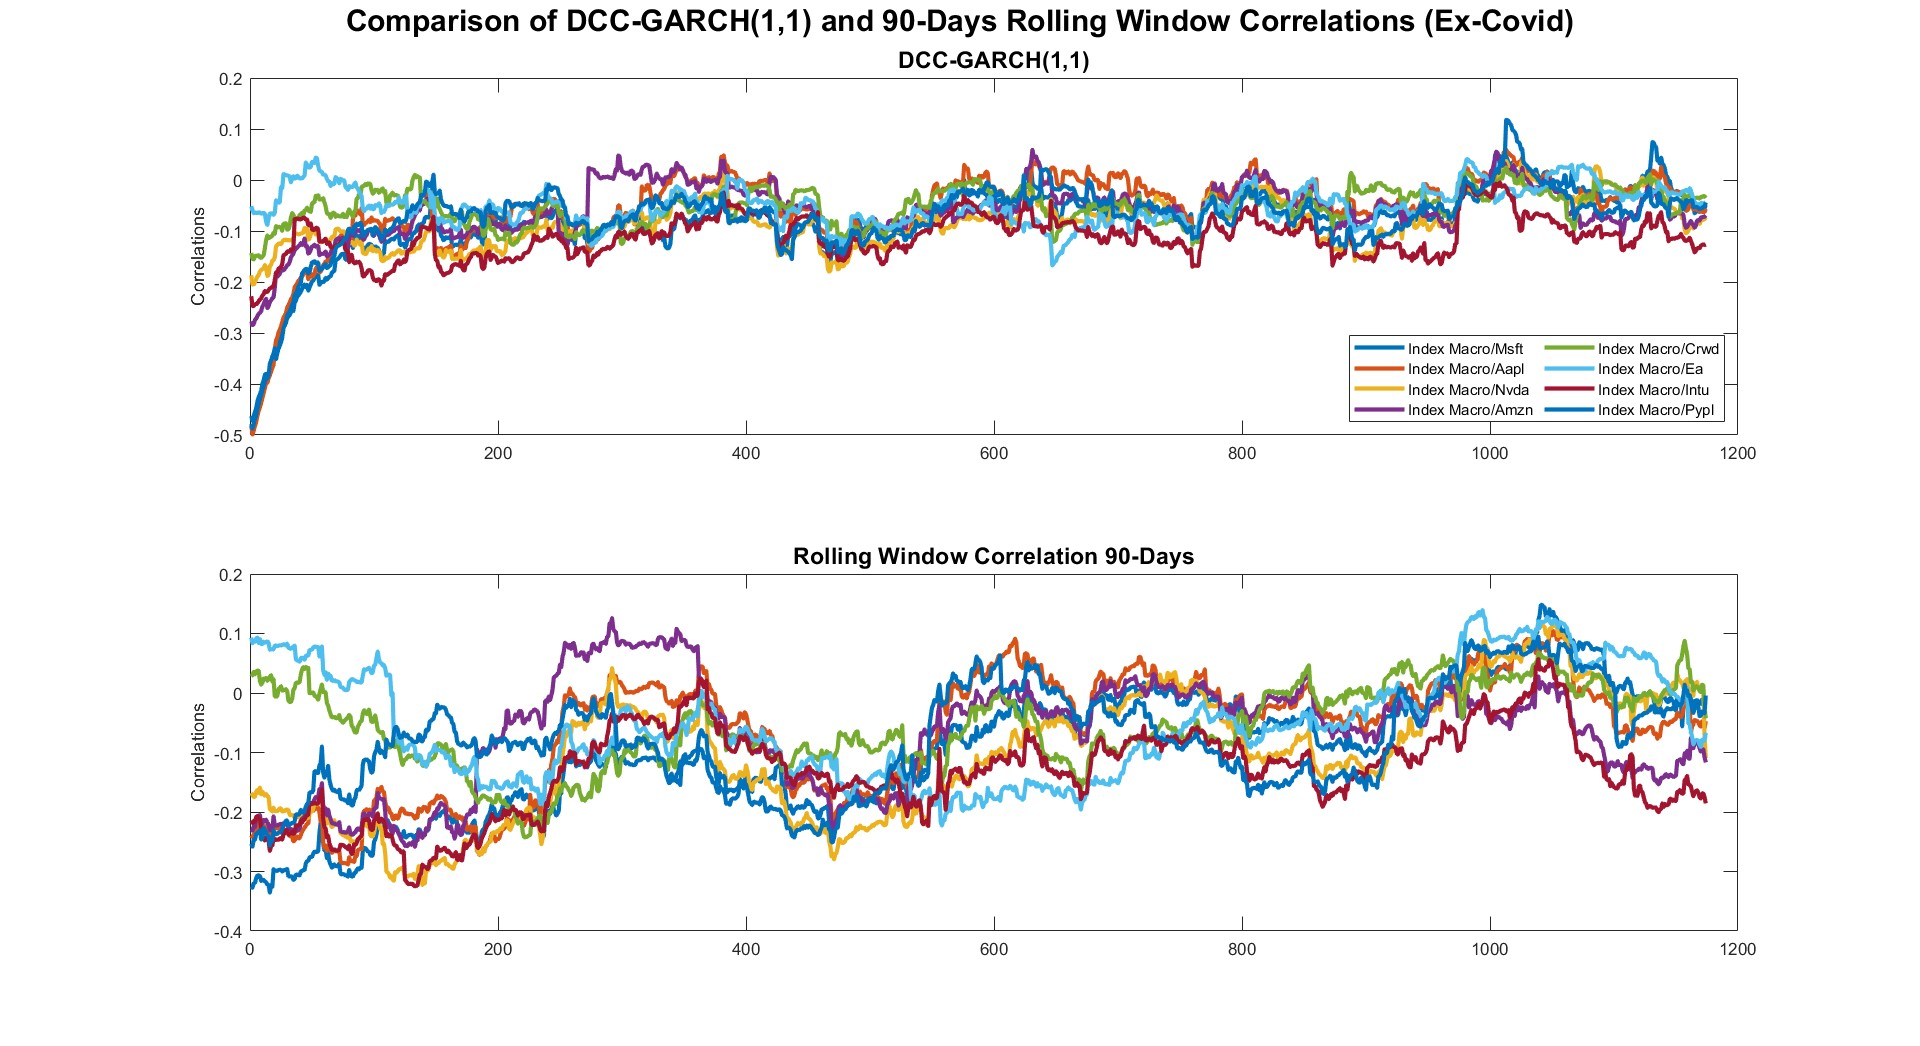 Comparison of DCC-GARCH(1,1) and 90-Days Rolling Window Correlations (Ex-Covid)
DCC-GARCH(1,1)
Correlations
0.2
0.1
0
-0.1
-0.2
-0.3
-0.4
-0.5
0 200 400 600 800 1000 1200
Index Macro/Msft Index Macro/Crwd
Index Macro/Aapl Index Macro/Ea
Index Macro/Nvda Index Macro/Intu
Index Macro/Amzn Index Macro/Pypl
Rolling Window Correlation 90-Days
Correlations
0.2
0.1
0
-0.1
-0.2
-0.3
-0.4
0 200 400 600 800 1000 1200